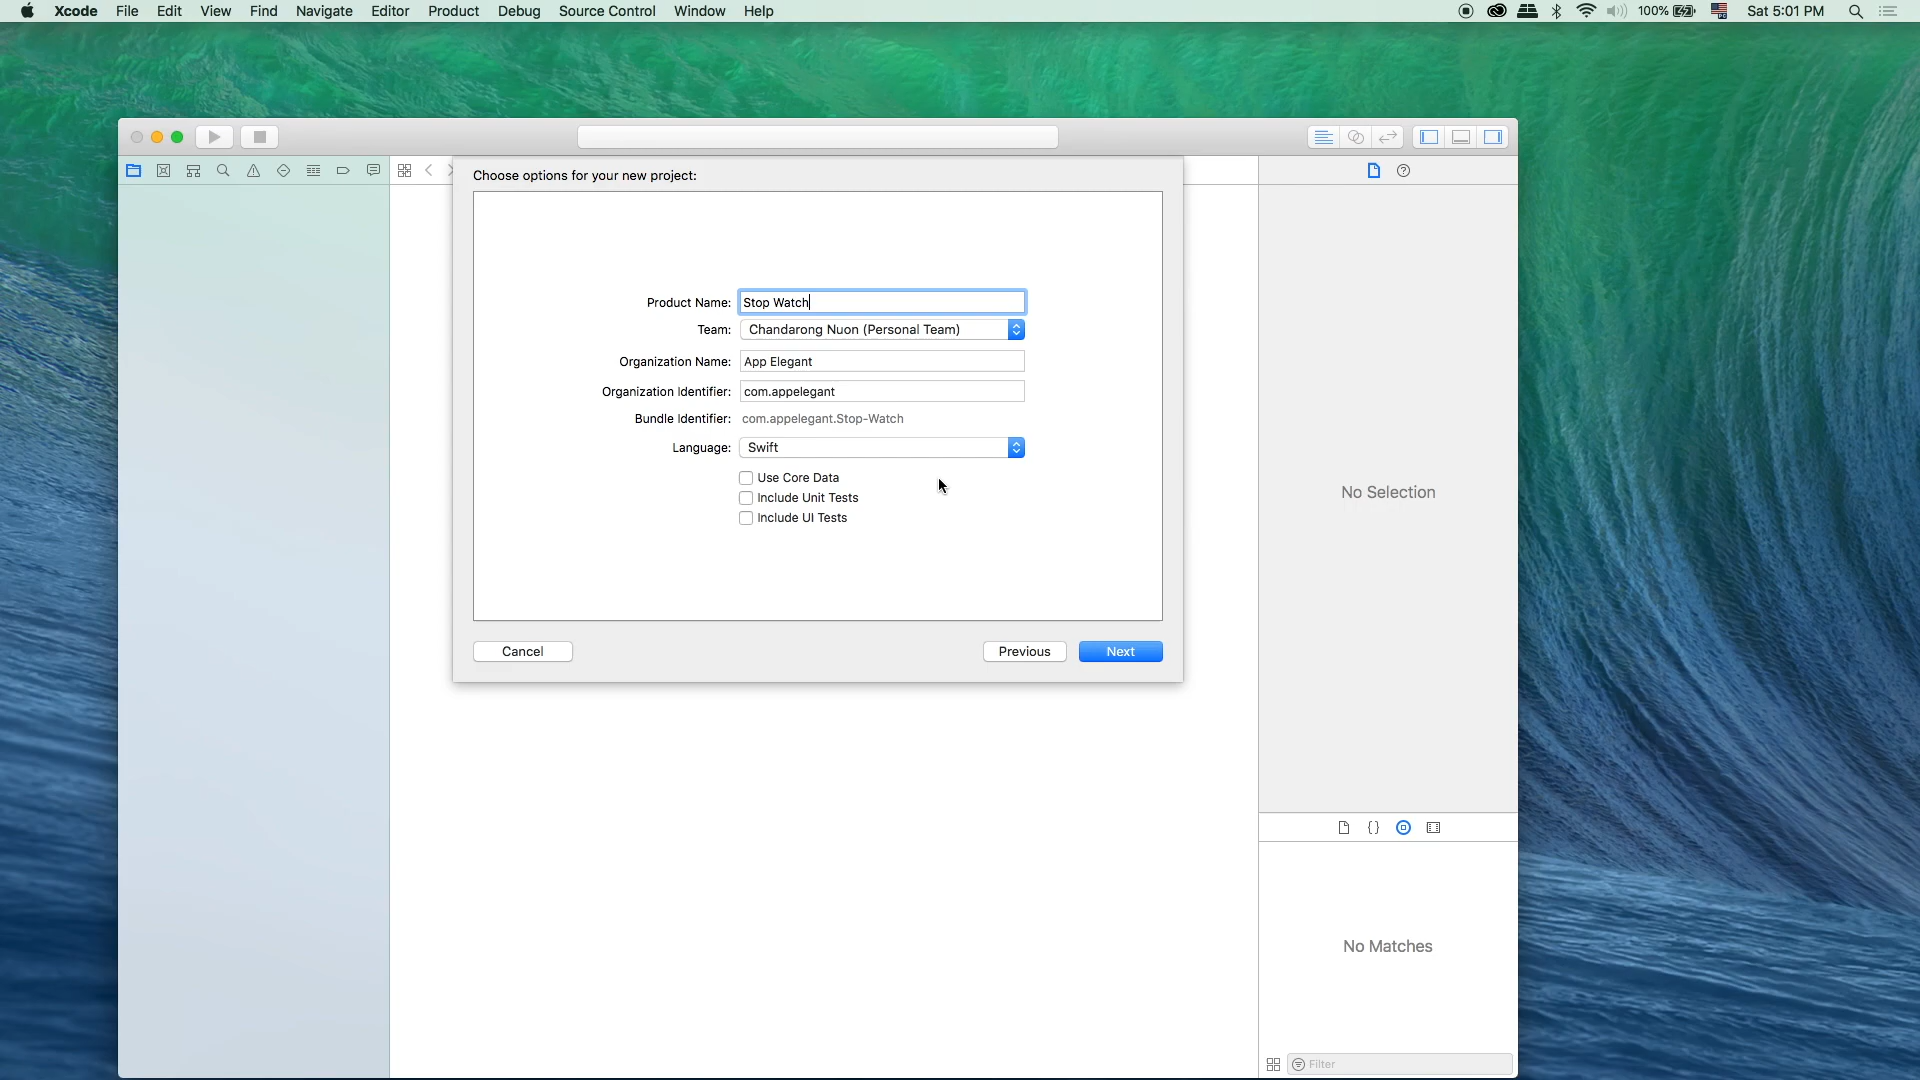 Xcode File Edit View Find Navigate Editor Product Debug Source Control Window Help 100% Sat 5:01 PM
Choose options for your new project:
Product Name: Stop Watch
Team: Chandarong Nuon (Personal Team)
Organization Name: App Elegant
Organization Identifier: com.appelegant
Bundle Identifier: com.appelegant.Stop-Watch
Language: Swift
Use Core Data
Include Unit Tests
Include UI Tests
No Selection
Cancel Previous Next
No Matches
Filter